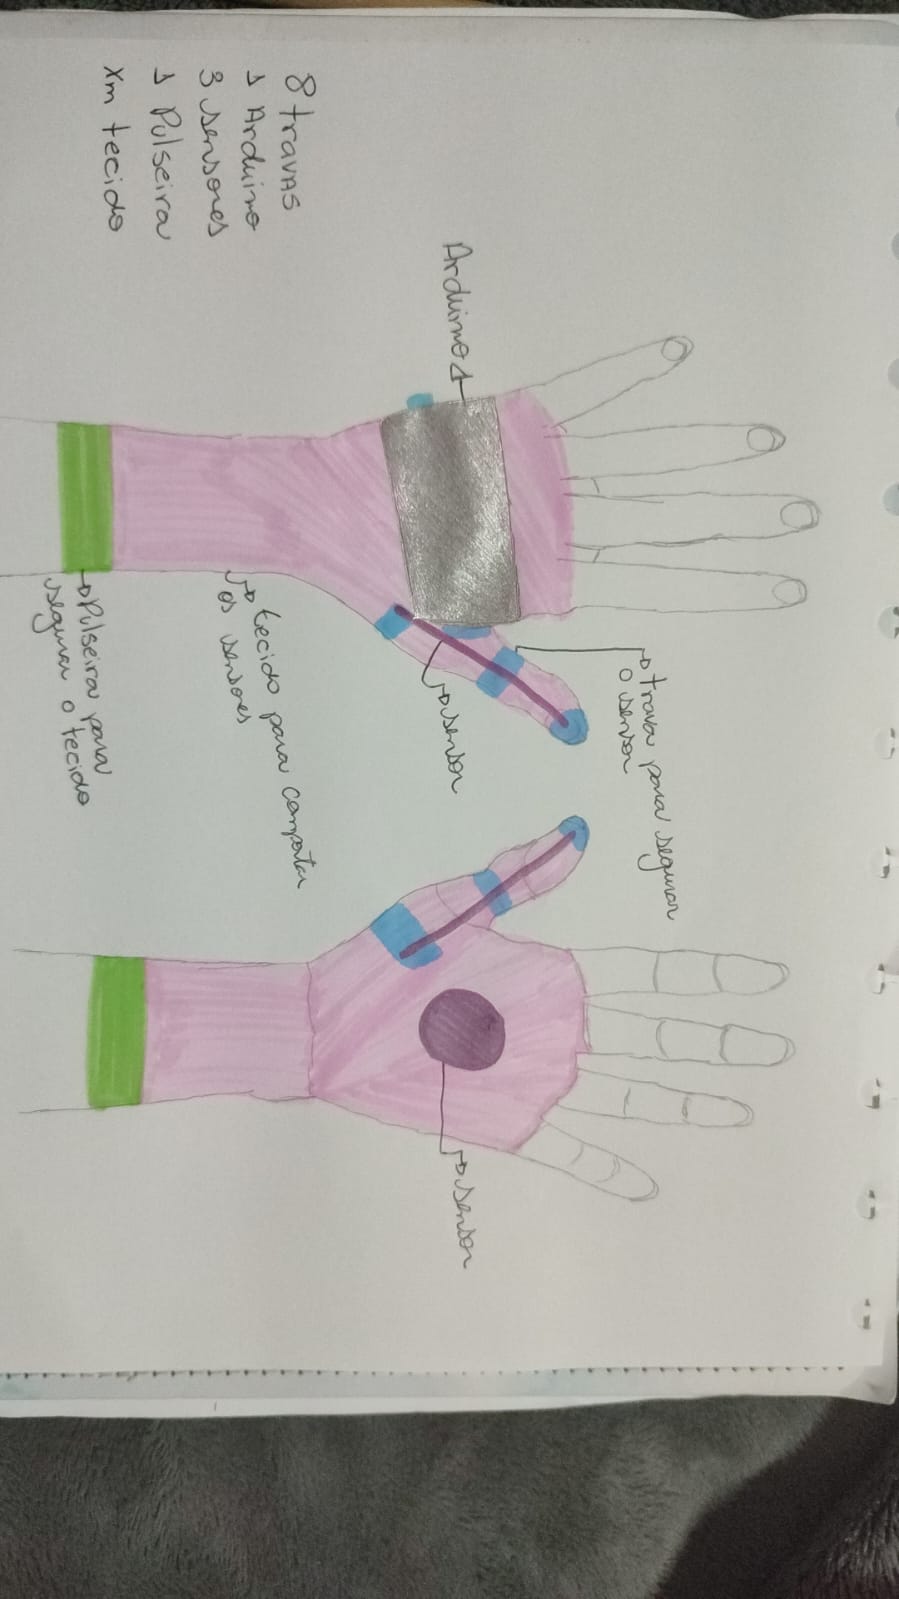 trava para segurar
o sensor
Arduino
sensor
sensor
8 travas
1 Arduino
3 sensores
1 Pulseira
Xm tecido
tecido para comportar
os sensores
Pulseira para
segurar o tecido